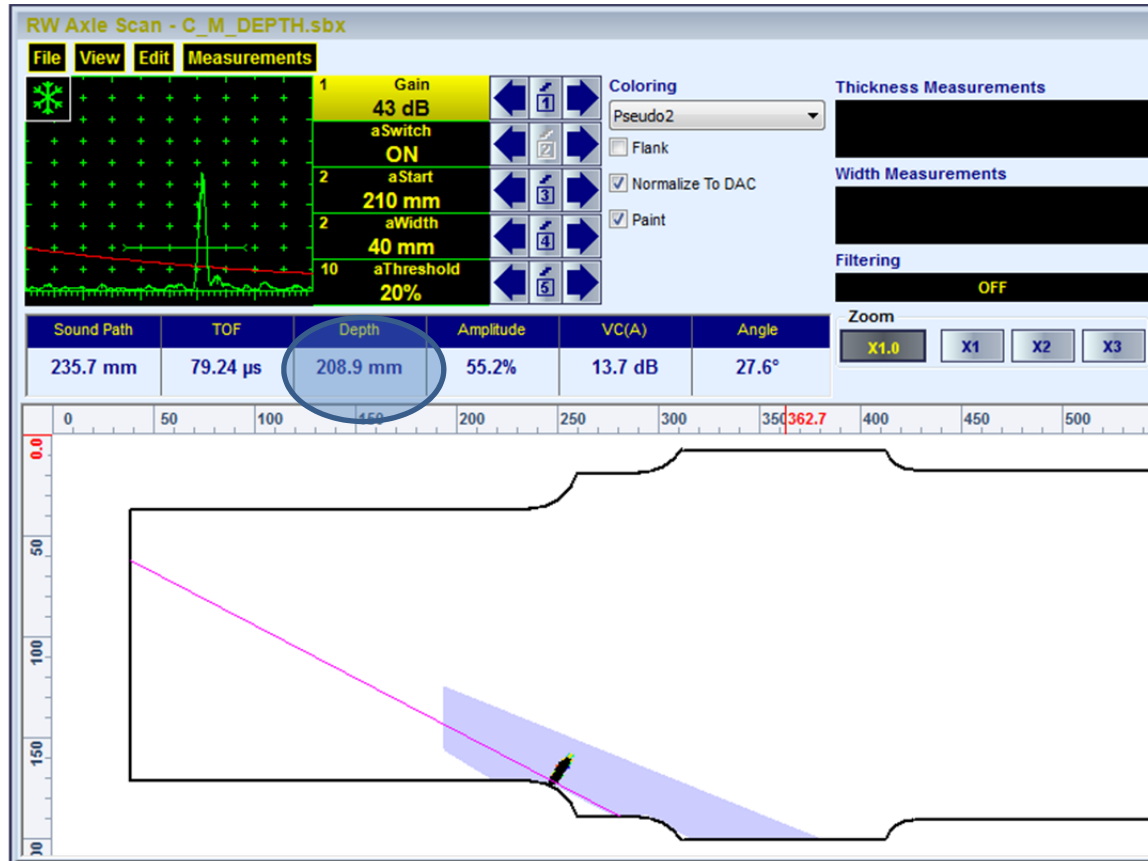 RW Axle Scan - C_M_DEPTH.sbx
File View Edit Measurements
1 Gain
43 dB
1
aSwitch
ON
2
2 aStart
210 mm
3
2 aWidth
40 mm
4
10 aThreshold
20%
5
Coloring
Pseudo2
Flank
Normalize To DAC
Paint
Thickness Measurements
Width Measurements
Filtering
OFF
Zoom
X1.0 X1 X2 X3
Sound Path TOF Depth Amplitude VC(A) Angle
235.7 mm 79.24 µs 208.9 mm 55.2% 13.7 dB 27.6°
0 50 100 150 200 250 300 350 362.7 400 450 500
0.0
50
100
150